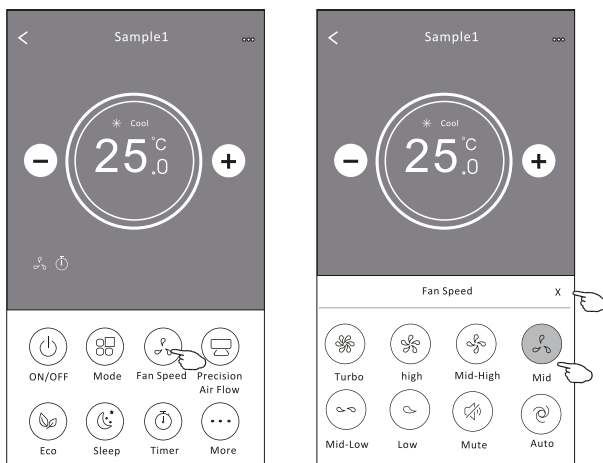 Sample1
Cool
25.0°C
ON/OFF
Mode
Fan Speed
Precision
Air Flow
Eco
Sleep
Timer
More
Sample1
Cool
25.0°C
Fan Speed
X
Turbo
high
Mid-High
Mid
Mid-Low
Low
Mute
Auto